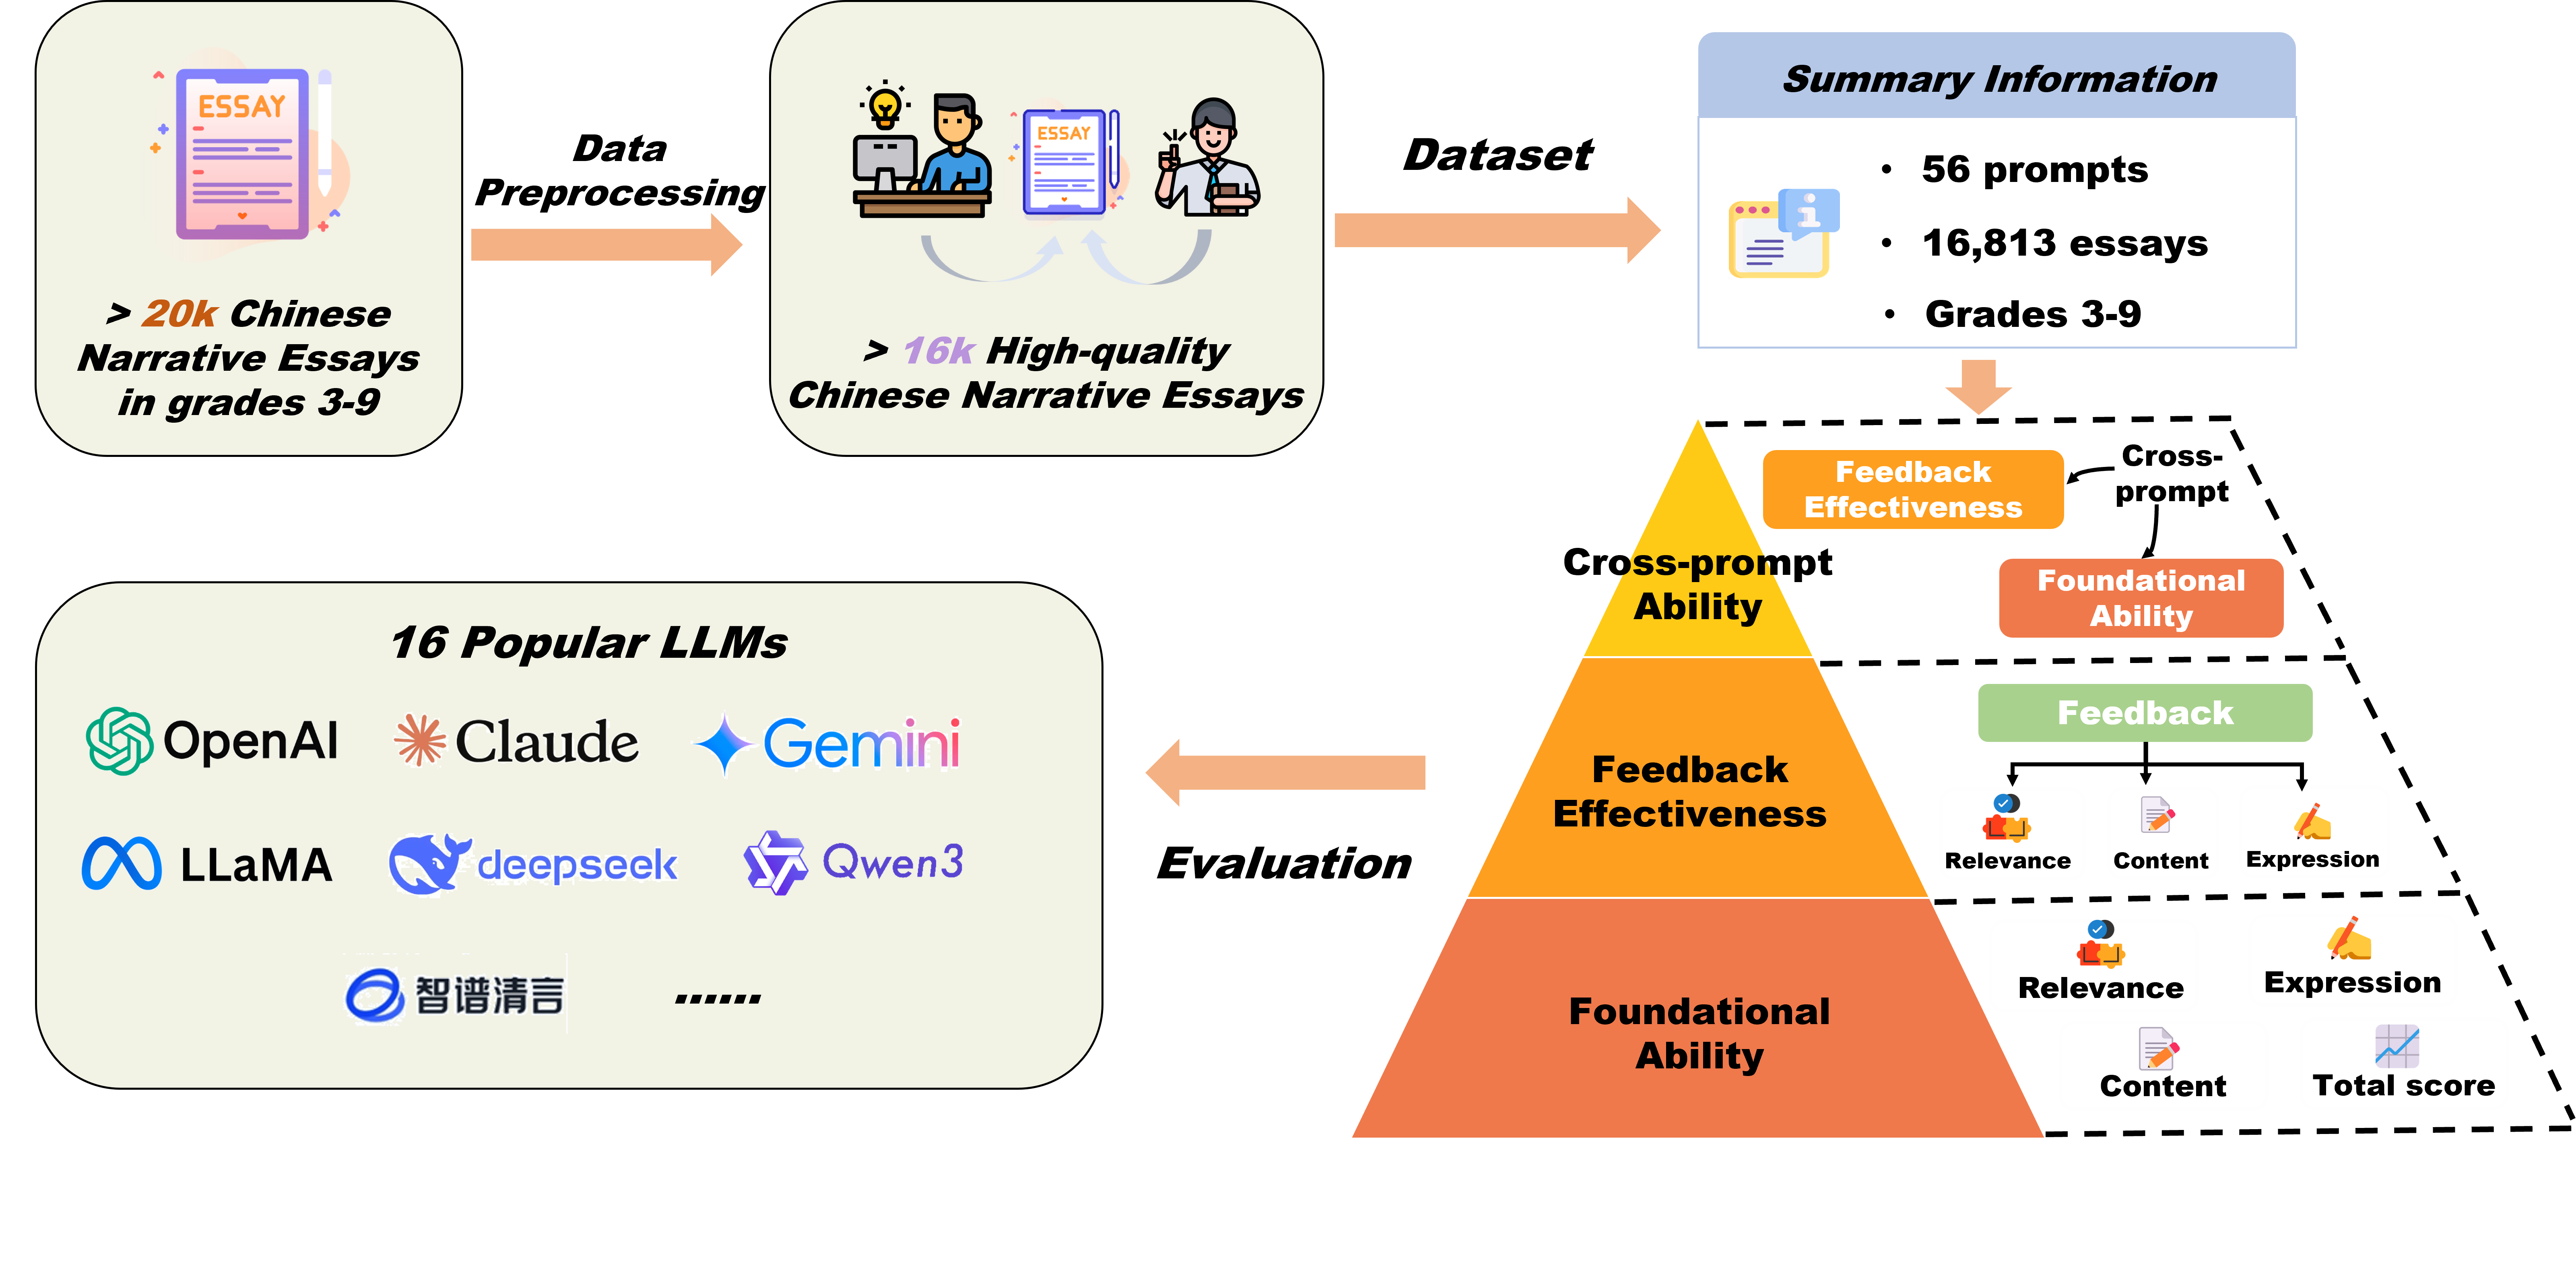 ESSAY
> 20k Chinese
Narrative Essays
in grades 3-9
Data
Preprocessing
ESSAY
> 16k High-quality
Chinese Narrative Essays
Dataset
Summary Information
• 56 prompts
• 16,813 essays
• Grades 3-9
Cross-prompt
Ability
Feedback
Effectiveness
Cross-
prompt
Foundational
Ability
Feedback
Effectiveness
Feedback
Relevance
Content
Expression
Foundational
Ability
Relevance
Expression
Content
Total score
Evaluation
16 Popular LLMs
OpenAI
Claude
Gemini
LLaMA
deepseek
Qwen3
智谱清言
......